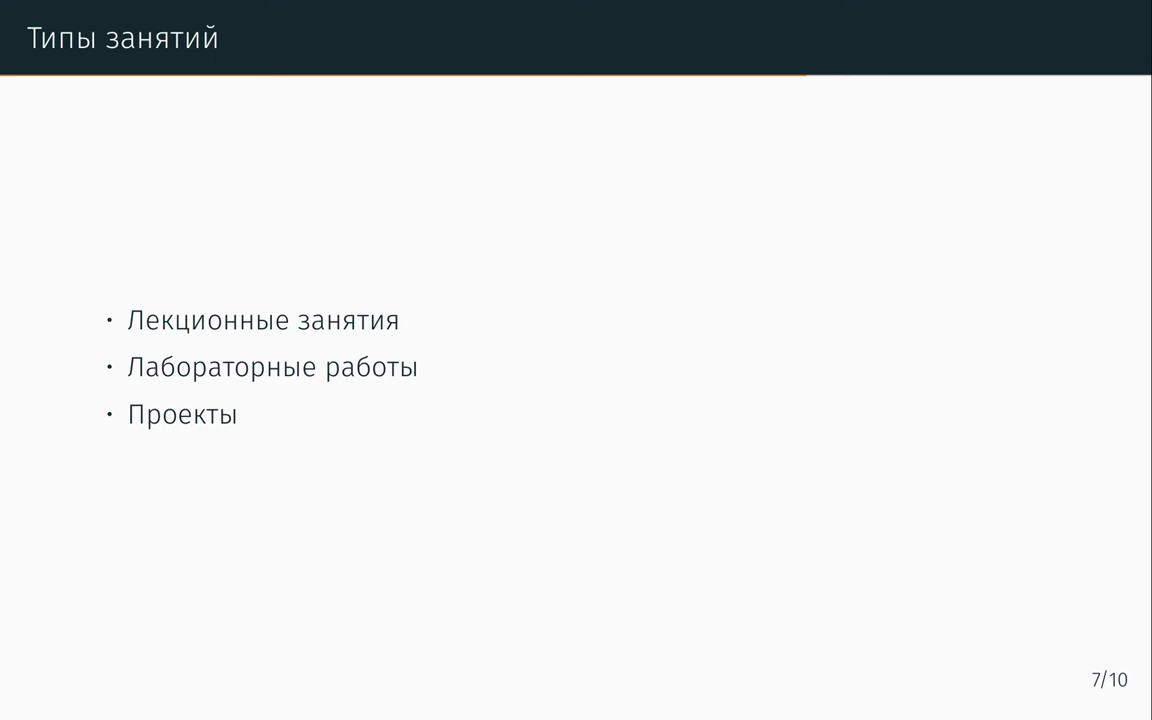 Типы занятий
• Лекционные занятия
• Лабораторные работы
• Проекты
7/10